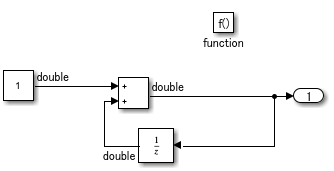 f()
function
1
double
+
+
double
1
1
z
double